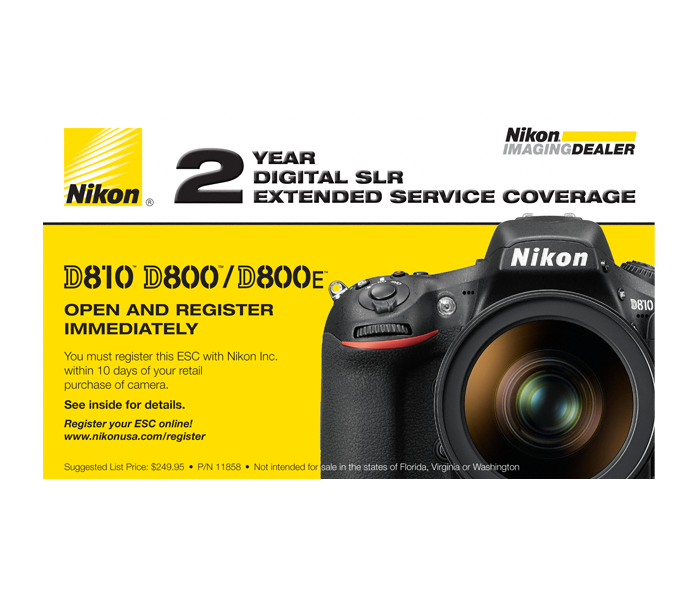 Nikon ®
2 YEAR
DIGITAL SLR
EXTENDED SERVICE COVERAGE
Nikon
IMAGING DEALER
Nikon
D810
D810™ D800™/D800E™
OPEN AND REGISTER
IMMEDIATELY
You must register this ESC with Nikon Inc.
within 10 days of your retail
purchase of camera.
See inside for details.
Register your ESC online!
www.nikonusa.com/register
Suggested List Price: $249.95 • P/N 11858 • Not intended for sale in the states of Florida, Virginia or Washington